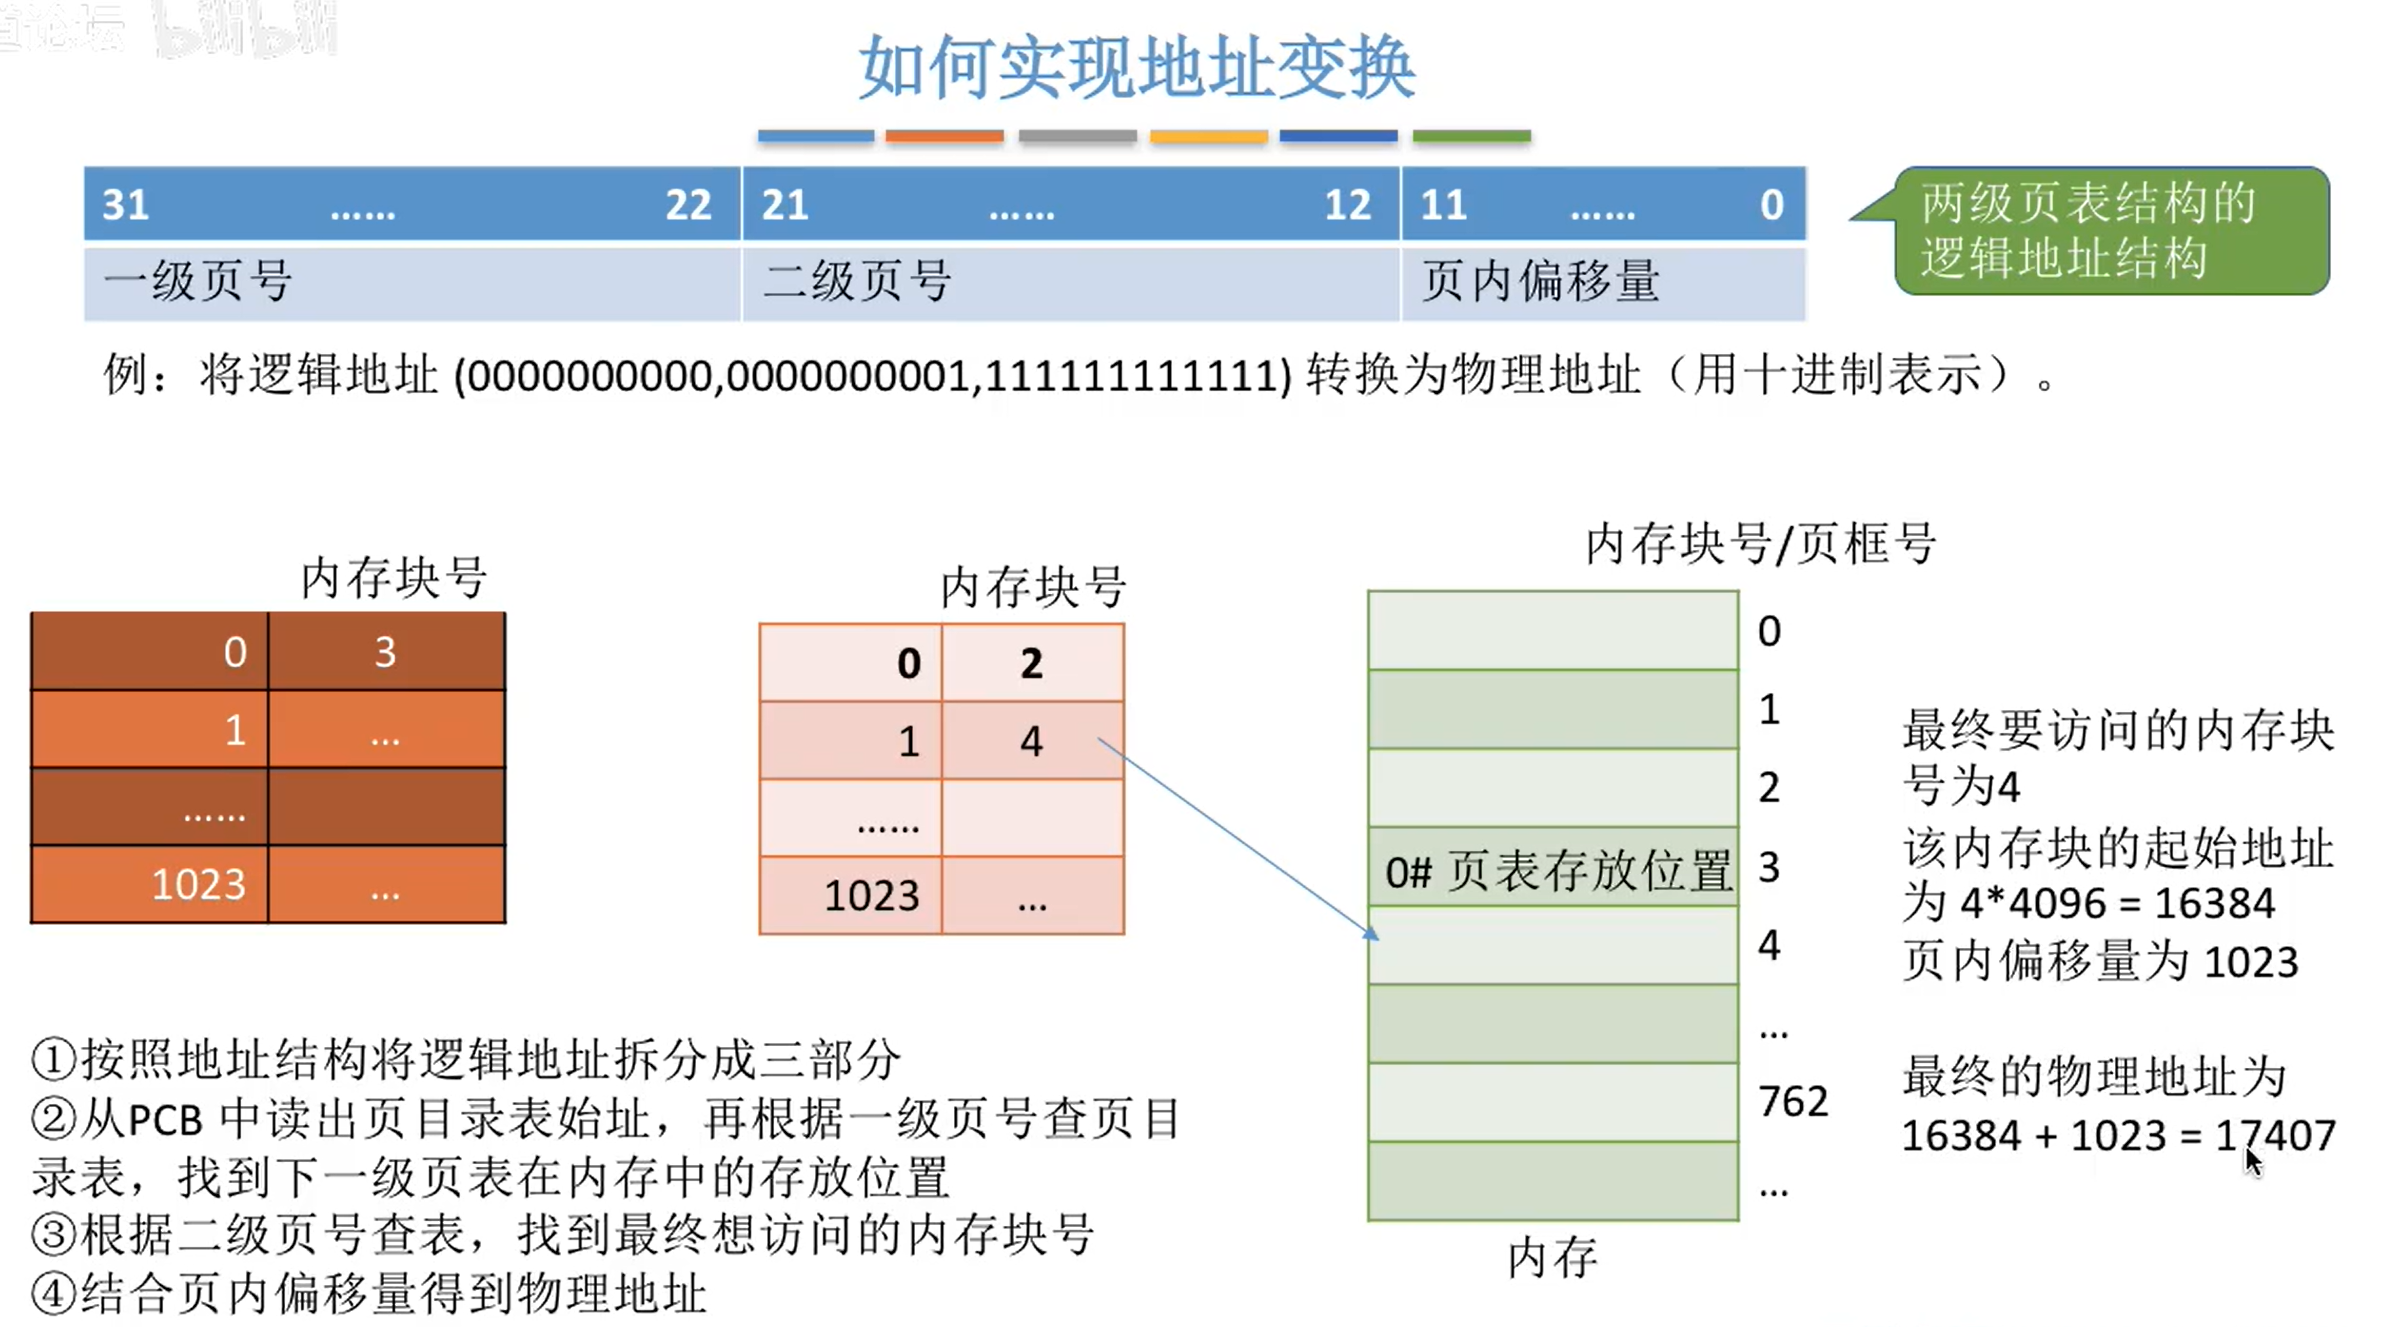 道论坛 bilibili
如何实现地址变换
31 …… 22 21 …… 12 11 …… 0
一级页号 二级页号 页内偏移量
两级页表结构的
逻辑地址结构
例：将逻辑地址 (0000000000,0000000001,111111111111) 转换为物理地址（用十进制表示）。
内存块号
0 3
1 ...
……
1023 ...
内存块号
0 2
1 4
……
1023 ...
内存块号/页框号
0
1
2
0# 页表存放位置 3
4
...
762
...
内存
最终要访问的内存块
号为4
该内存块的起始地址
为 4*4096 = 16384
页内偏移量为 1023
最终的物理地址为
16384 + 1023 = 17407
①按照地址结构将逻辑地址拆分成三部分
②从PCB 中读出页目录表始址，再根据一级页号查页目
录表，找到下一级页表在内存中的存放位置
③根据二级页号查表，找到最终想访问的内存块号
④结合页内偏移量得到物理地址